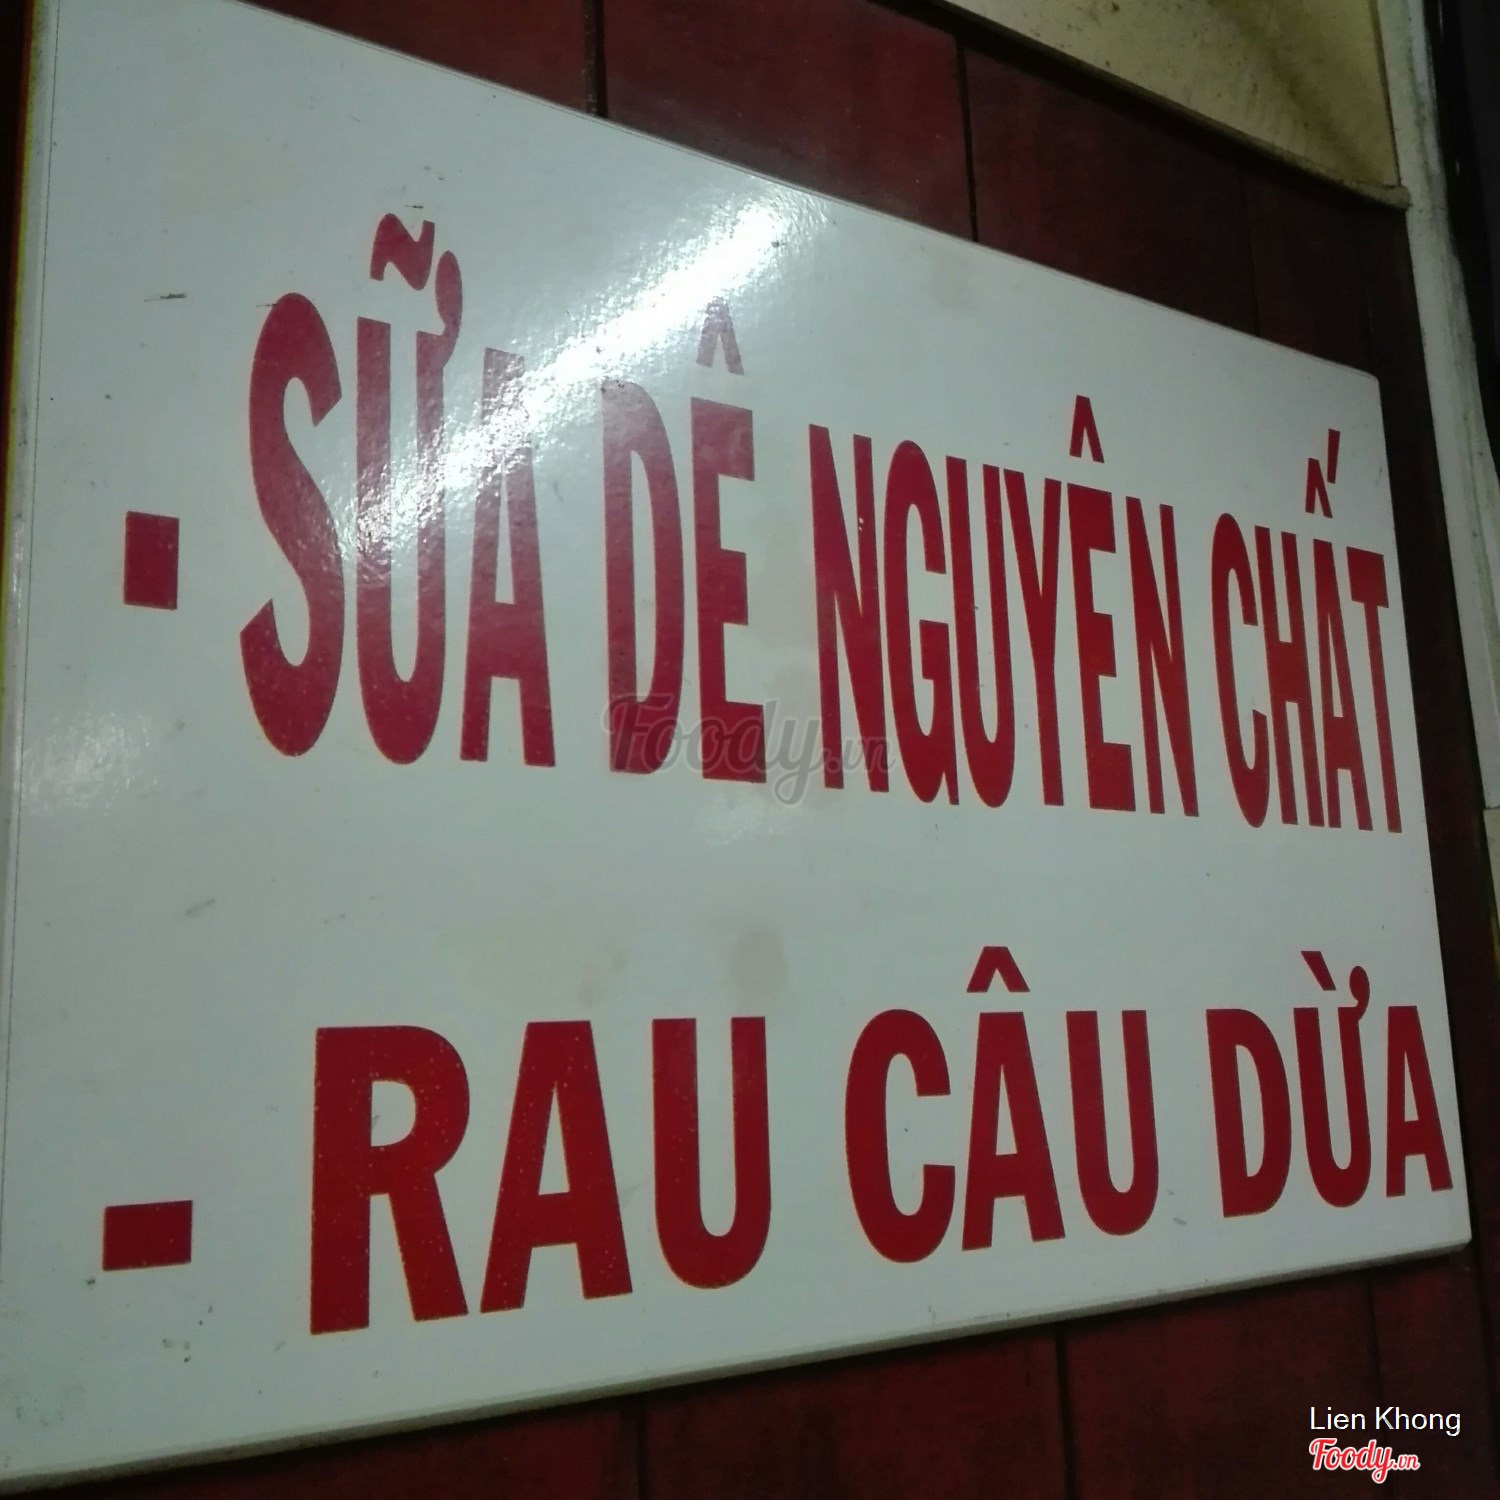 - SỮA DÊ NGUYÊN CHẤT
Foody.vn
- RAU CÂU DỪA
Lien Khong
Foody.vn